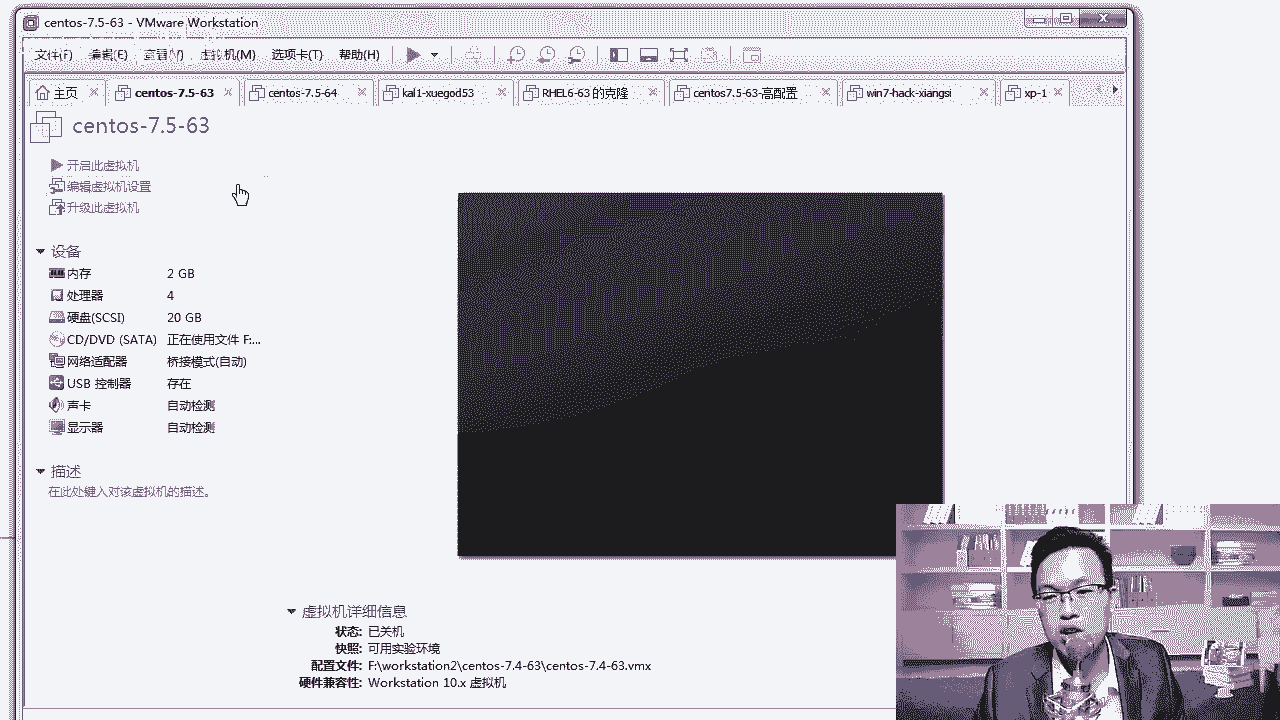 centos-7.5-63 - VMware Workstation
文件(F) 编辑(E) 查看(V) 虚拟机(M) 选项卡(T) 帮助(H)
主页 centos-7.5-63 centos-7.5-64 kal1-xuegod53 RHEL6-63 的克隆 centos7.5-63-高配置 win7-hack-xiangsi xp-1
centos-7.5-63
开启此虚拟机
编辑虚拟机设置
升级此虚拟机
设备
内存 2 GB
处理器 4
硬盘(SCSI) 20 GB
CD/DVD (SATA) 正在使用文件 F:...
网络适配器 桥接模式(自动)
USB 控制器 存在
声卡 自动检测
显示器 自动检测
描述
在此处键入对该虚拟机的描述。
虚拟机详细信息
状态: 已关机
快照: 可用实验环境
配置文件: F:\workstation2\centos-7.4-63\centos-7.4-63.vmx
硬件兼容性: Workstation 10.x 虚拟机